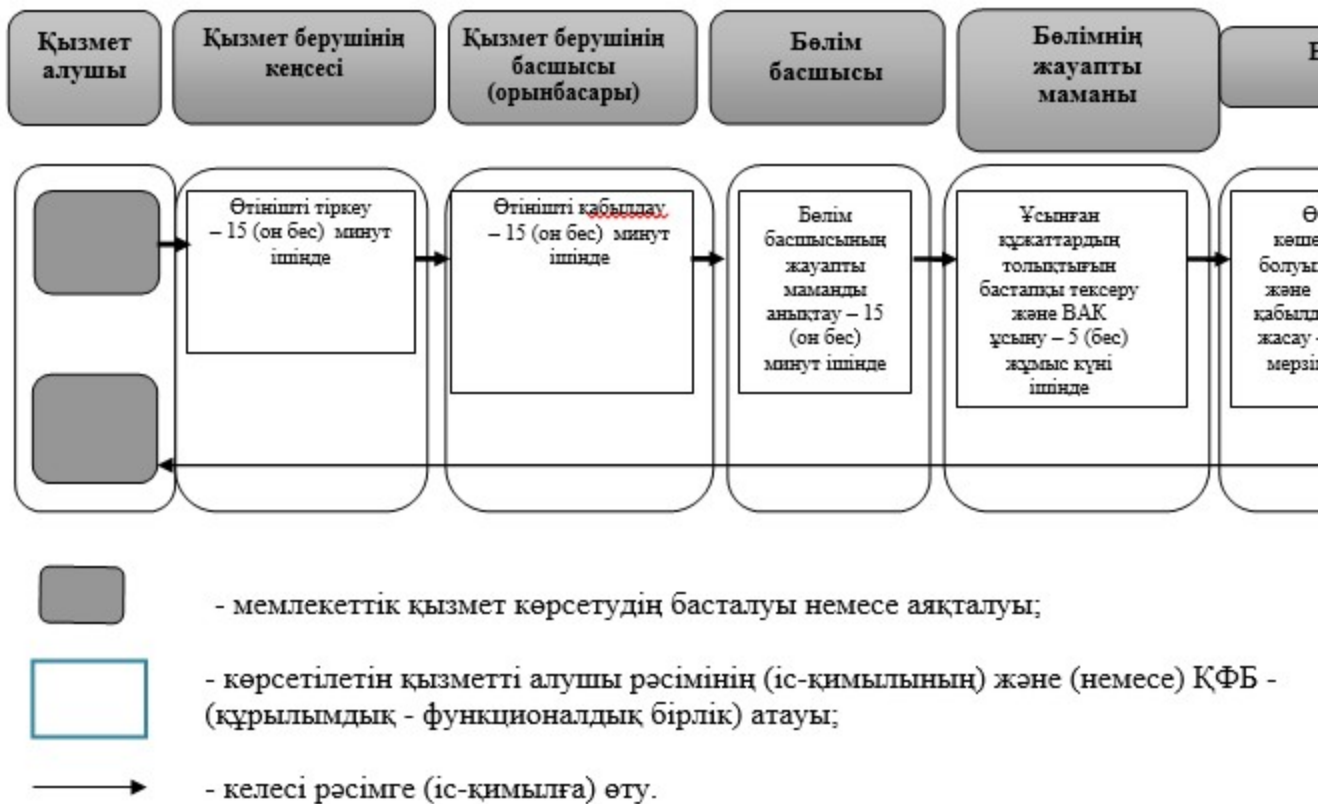 Қызмет
алушы
Қызмет берушінің
кеңсесі
Қызмет берушінің
басшысы
(орынбасары)
Бөлім
басшысы
Бөлімнің
жауапты
маманы
Өтінішті тіркеу
– 15 (он бес) минут
ішінде
Өтінішті қабылдау
– 15 (он бес) минут
ішінде
Бөлім
басшысының
жауапты
маманды
анықтау – 15
(он бес)
минут ішінде
Ұсынған
құжаттардың
толықтығын
бастапқы тексеру
және ВАК
ұсыну – 5 (бес)
жұмыс күні
ішінде
және
жасау -
- мемлекеттік қызмет көрсетудің басталуы немесе аяқталуы;
- көрсетілетін қызметті алушы рәсімінің (іс-қимылының) және (немесе) ҚФБ -
(құрылымдық - функционалдық бірлік) атауы;
- келесі рәсімге (іс-қимылға) өту.